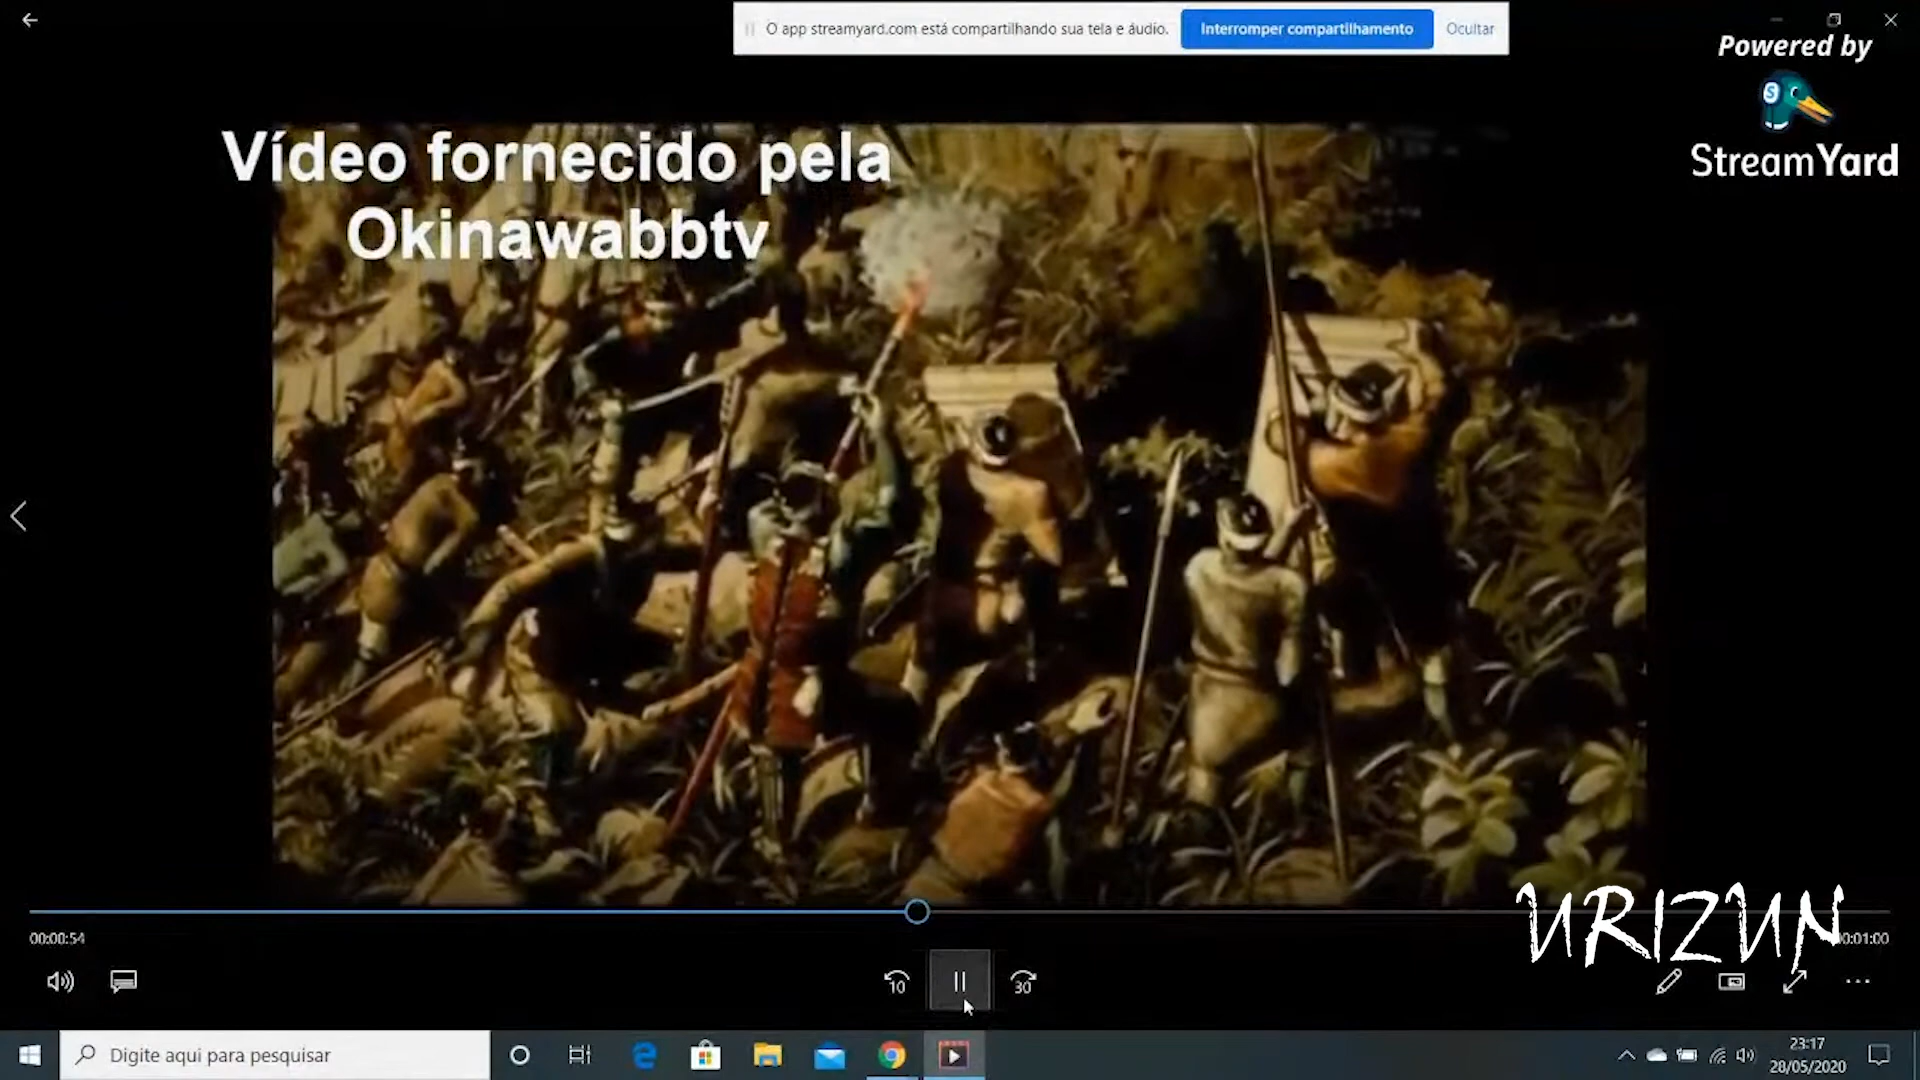 O app streamyard.com está compartilhando sua tela e áudio.
Interromper compartilhamento
Ocultar
Powered by
StreamYard
Vídeo fornecido pela
Okinawabbtv
URIZUN
00:00:54
00:01:00
10
30
Digite aqui para pesquisar
23:17
28/05/2020